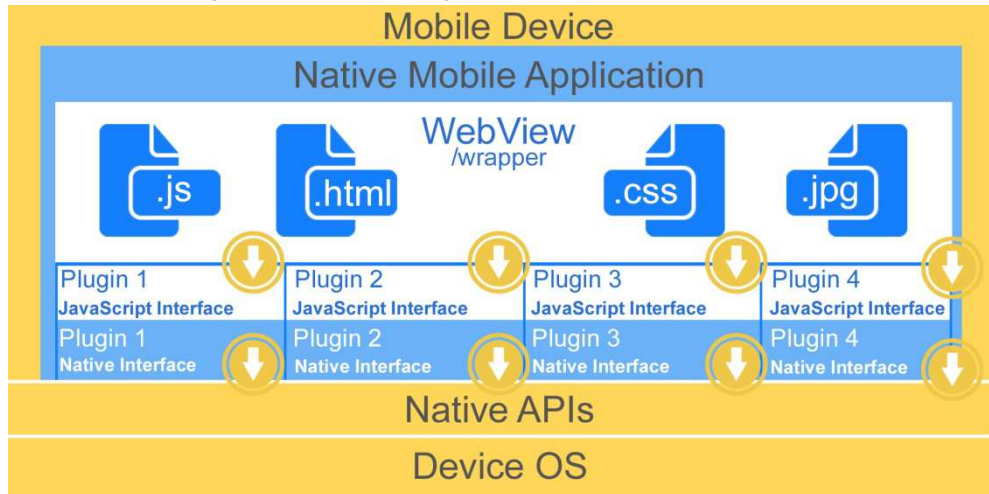 Mobile Device
Native Mobile Application
WebView
/wrapper
.js
.html
.css
.jpg
Plugin 1
JavaScript Interface
Plugin 2
JavaScript Interface
Plugin 3
JavaScript Interface
Plugin 4
JavaScript Interface
Plugin 1
Native Interface
Plugin 2
Native Interface
Plugin 3
Native Interface
Plugin 4
Native Interface
Native APIs
Device OS